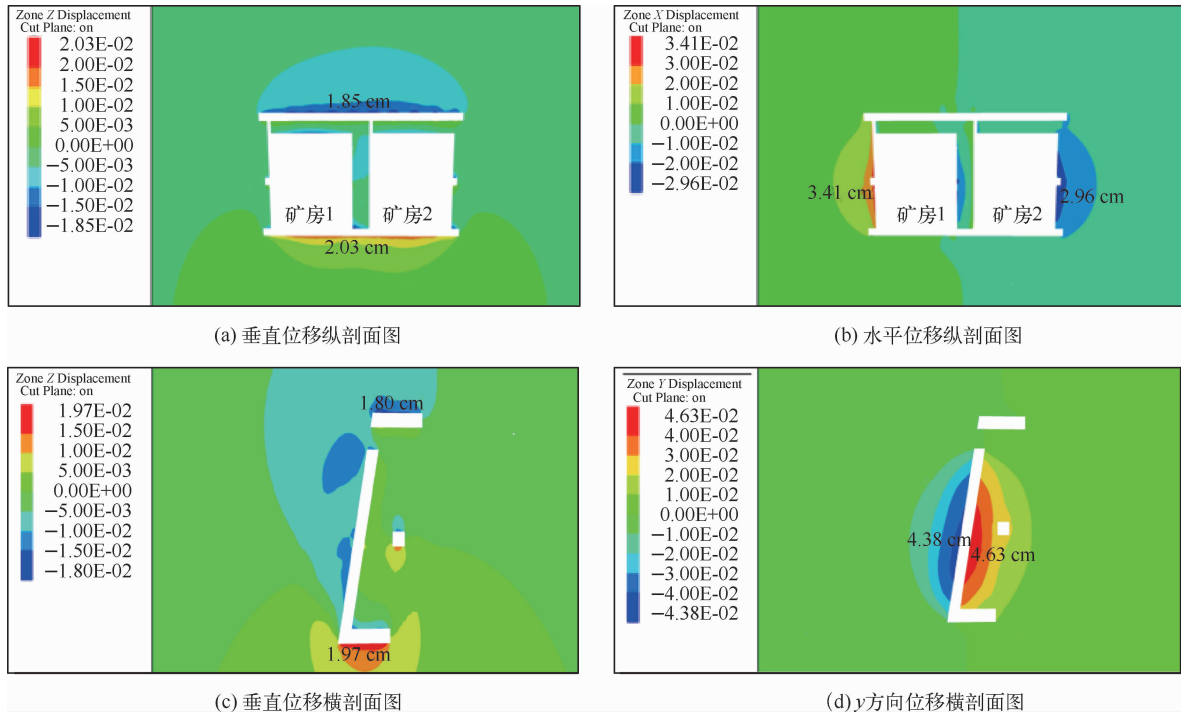 Zone Z Displacement
Cut Plane: on
2.03E-02
2.00E-02
1.50E-02
1.00E-02
5.00E-03
0.00E+00
−5.00E-03
−1.00E-02
−1.50E-02
−1.85E-02
1.85 cm
矿房1
矿房2
2.03 cm
(a) 垂直位移纵剖面图
Zone X Displacement
Cut Plane: on
3.41E-02
3.00E-02
2.00E-02
1.00E-02
0.00E+00
−1.00E-02
−2.00E-02
−2.96E-02
3.41 cm
2.96 cm
矿房1
矿房2
(b) 水平位移纵剖面图
Zone Z Displacement
Cut Plane: on
1.97E-02
1.50E-02
1.00E-02
5.00E-03
0.00E+00
−5.00E-03
−1.00E-02
−1.50E-02
−1.80E-02
1.80 cm
1.97 cm
(c) 垂直位移横剖面图
Zone Y Displacement
Cut Plane: on
4.63E-02
4.00E-02
3.00E-02
2.00E-02
1.00E-02
0.00E+00
−1.00E-02
−2.00E-02
−3.00E-02
−4.00E-02
−4.38E-02
4.38 cm
4.63 cm
(d) y方向位移横剖面图